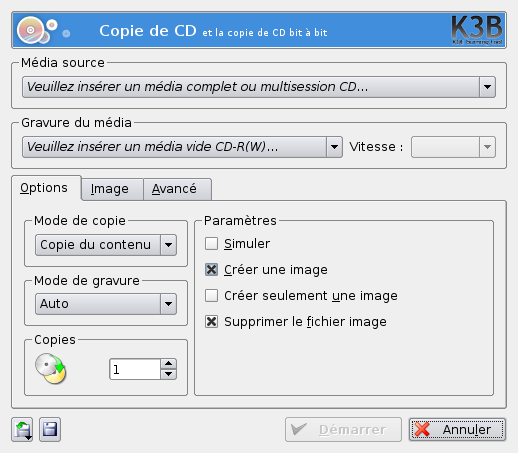 Copie de CD et la copie de CD bit à bit
K3B
Média source
Veuillez insérer un média complet ou multisession CD...
Gravure du média
Veuillez insérer un média vide CD-R(W)... Vitesse :
Options Image Avancé
Mode de copie
Copie du contenu
Mode de gravure
Auto
Copies
1
Paramètres
Simuler
Créer une image
Créer seulement une image
Supprimer le fichier image
Démarrer Annuler